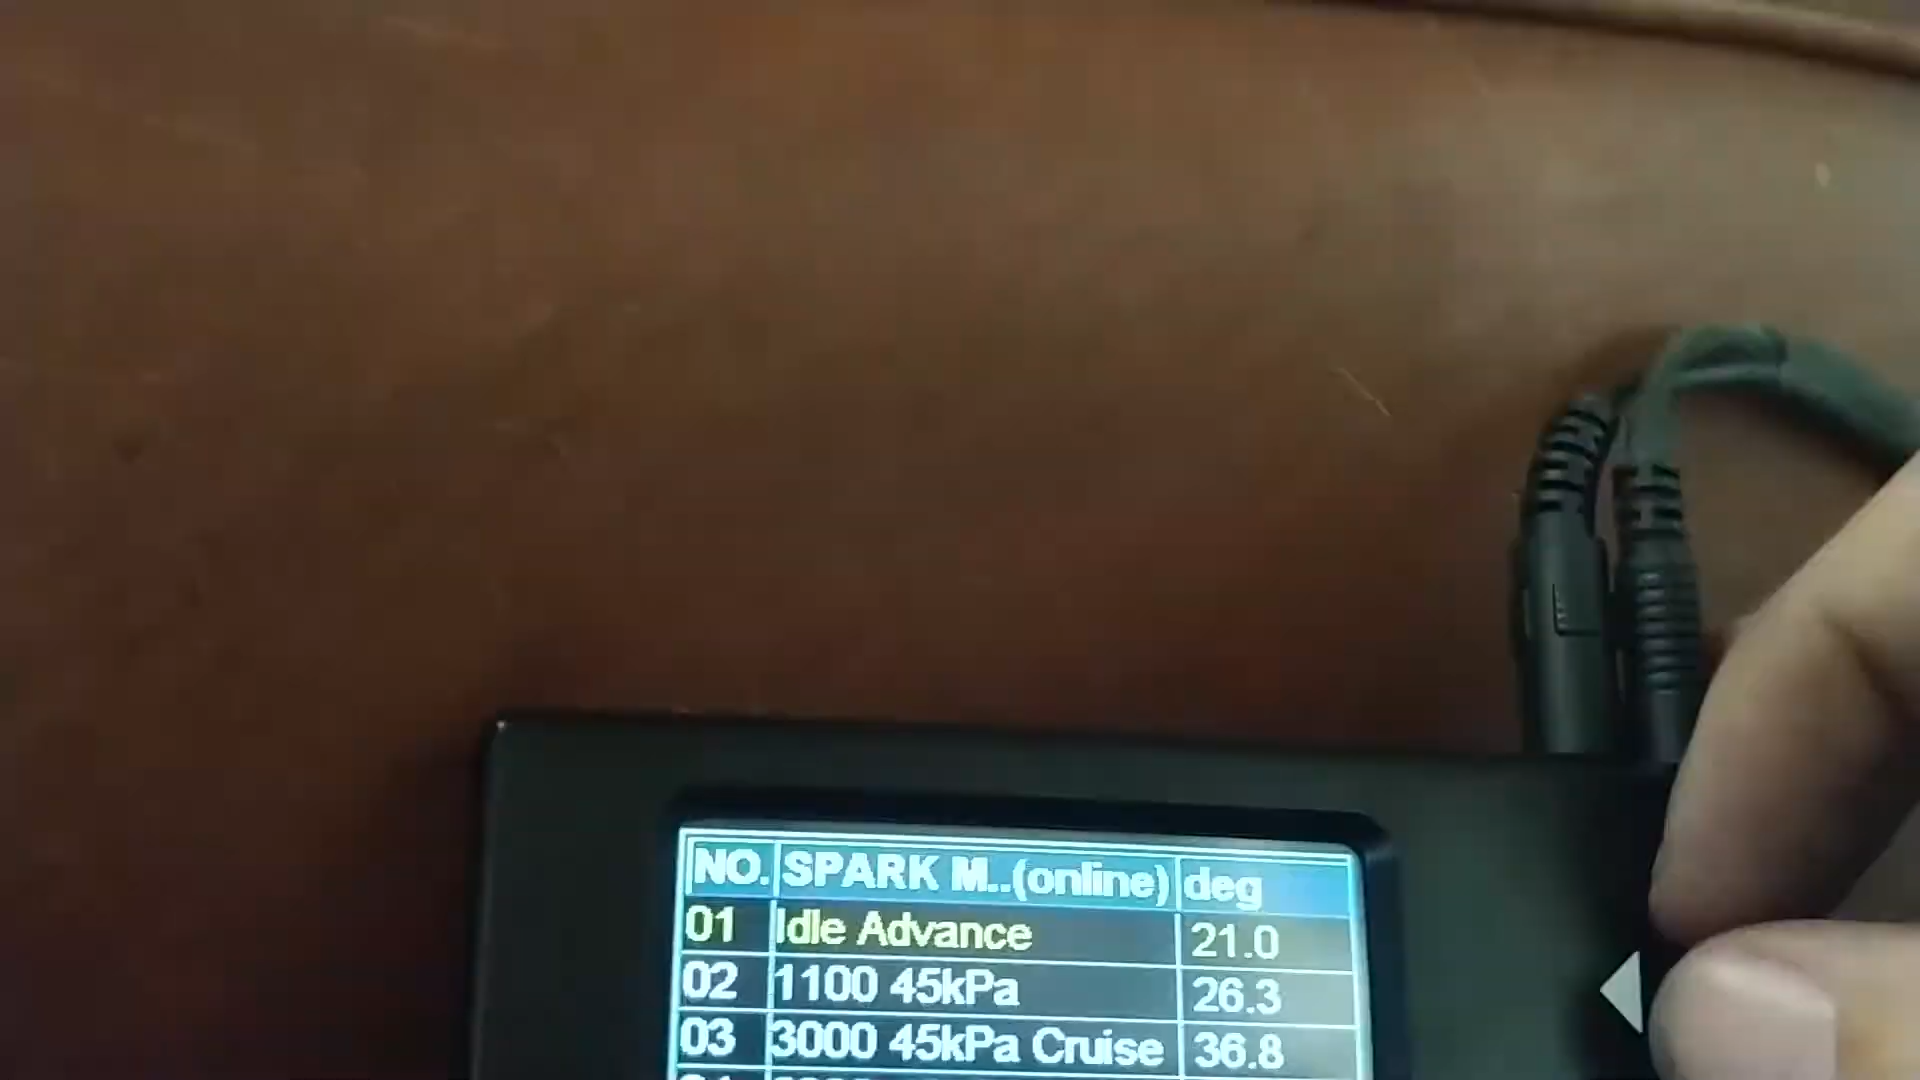 NO. SPARK M..(online) deg
01 Idle Advance 21.0
02 1100 45kPa 26.3
03 3000 45kPa Cruise 36.8